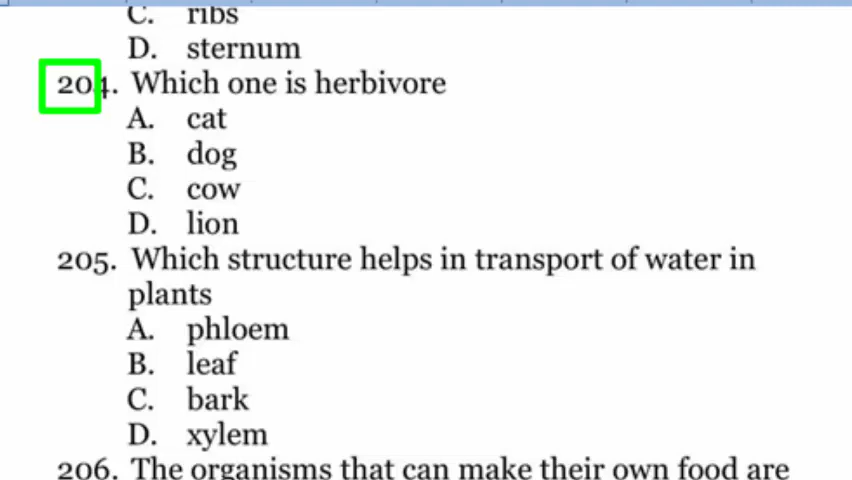 C. ribs
D. sternum
204. Which one is herbivore
A. cat
B. dog
C. cow
D. lion
205. Which structure helps in transport of water in
plants
A. phloem
B. leaf
C. bark
D. xylem
206. The organisms that can make their own food are